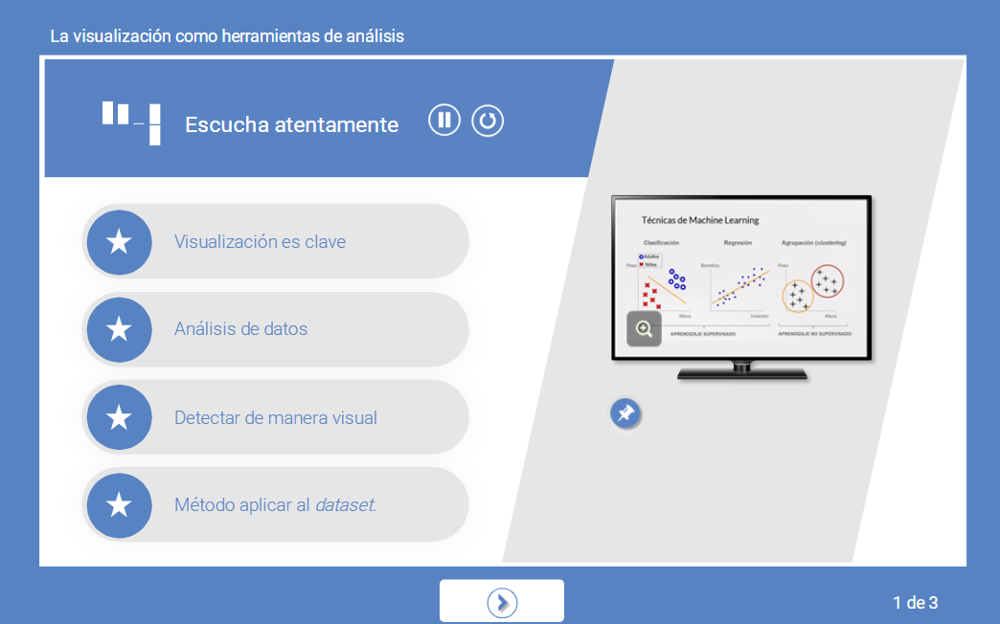 La visualización como herramientas de análisis
Escucha atentamente
Visualización es clave
Análisis de datos
Detectar de manera visual
Método aplicar al dataset.
Técnicas de Machine Learning
Clasificación
Regresión
Agrupación (clustering)
Adultos
Niños
Peso
Beneficio
Peso
Altura
Inversión
Altura
APRENDIZAJE SUPERVISADO
APRENDIZAJE NO SUPERVISADO
1 de 3